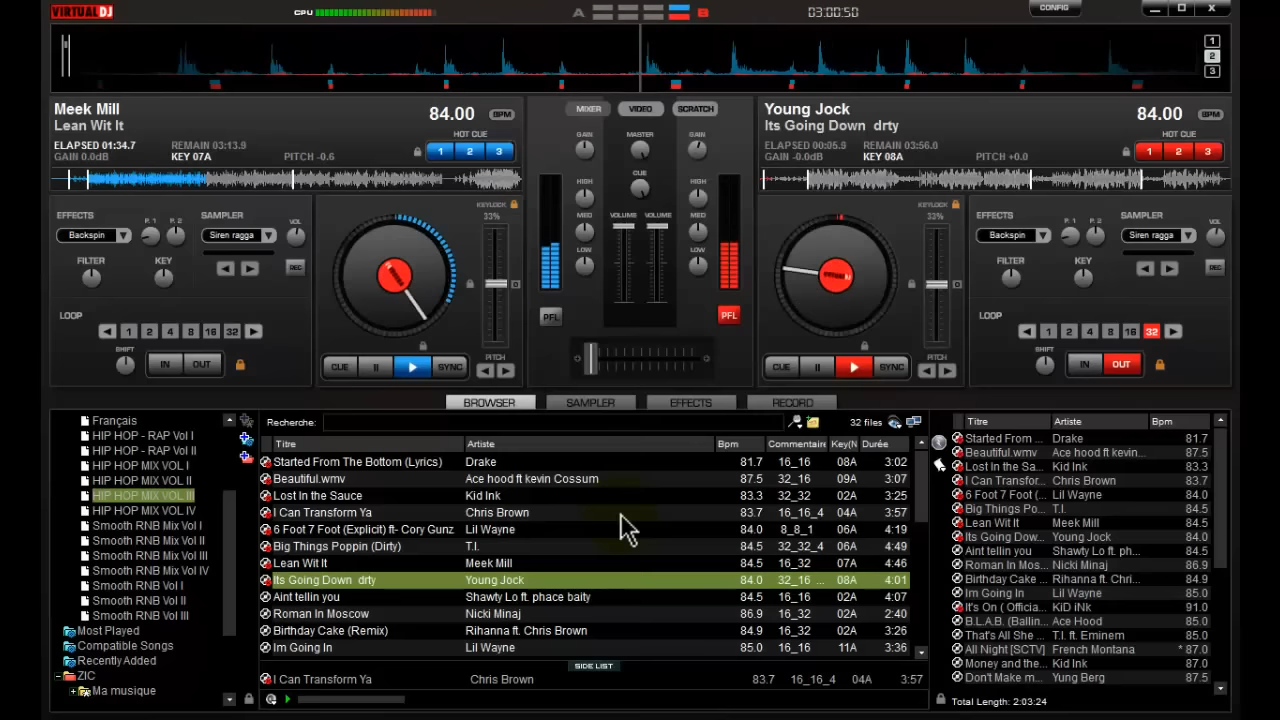 VIRTUAL DJ
CPU
A
B
03:00:50
CONFIG
1
2
3
Meek Mill
Lean Wit It
84.00
BPM
ELAPSED 01:34.7
REMAIN 03:13.9
GAIN 0.0dB
KEY 07A
PITCH -0.6
HOT CUE
1 2 3
MIXER VIDEO SCRATCH
GAIN MASTER GAIN
HIGH CUE HIGH
MED VOLUME VOLUME MED
LOW LOW
PFL PFL
Young Jock
Its Going Down drty
84.00
BPM
ELAPSED 00:05.9
REMAIN 03:56.0
GAIN -0.0dB
KEY 08A
PITCH +0.0
HOT CUE
1 2 3
EFFECTS P. 1 P. 2 SAMPLER VOL
Backspin Siren ragga
FILTER KEY REC
LOOP
1 2 4 8 16 32
SHIFT IN OUT
KEYLOCK
33%
CUE SYNC PITCH
KEYLOCK
33%
CUE SYNC PITCH
EFFECTS P. 1 P. 2 SAMPLER VOL
Backspin Siren ragga
FILTER KEY REC
LOOP
1 2 4 8 16 32
SHIFT IN OUT
BROWSER SAMPLER EFFECTS RECORD
Français
HIP HOP - RAP Vol I
HIP HOP - RAP Vol II
HIP HOP MIX VOL I
HIP HOP MIX VOL II
HIP HOP MIX VOL III
HIP HOP MIX VOL IV
Smooth RNB Mix Vol I
Smooth RNB Mix Vol II
Smooth RNB Mix Vol III
Smooth RNB Mix Vol IV
Smooth RNB Vol I
Smooth RNB Vol II
Smooth RNB Vol III
Most Played
Compatible Songs
Recently Added
ZIC
Ma musique
Recherche: 32 files
Titre Artiste Bpm Commentaire Key(N Durée
Started From The Bottom (Lyrics) Drake 81.7 16_16 08A 3:02
Beautiful.wmv Ace hood ft kevin Cossum 87.5 32_16 09A 3:07
Lost In the Sauce Kid Ink 83.3 32_32 02A 3:25
I Can Transform Ya Chris Brown 83.7 16_16_4 04A 3:57
6 Foot 7 Foot (Explicit) ft- Cory Gunz Lil Wayne 84.0 8_8_1 06A 4:19
Big Things Poppin (Dirty) T.I. 84.5 32_32_4 06A 4:49
Lean Wit It Meek Mill 84.5 16_32 07A 4:46
Its Going Down drty Young Jock 84.0 32_16 ... 08A 4:01
Aint tellin you Shawty Lo ft. phace baity 84.5 16_16 02A 4:07
Roman In Moscow Nicki Minaj 86.9 16_16 02A 2:40
Birthday Cake (Remix) Rihanna ft. Chris Brown 84.9 16_32 02A 3:26
Im Going In Lil Wayne 85.0 16_16 11A 3:36
SIDE LIST
I Can Transform Ya Chris Brown 83.7 16_16_4 04A 3:57
Titre Artiste Bpm
Started From ... Drake 81.7
Beautiful.wmv Ace hood ft kevin... 87.5
Lost In the Sa... Kid Ink 83.3
I Can Transfor... Chris Brown 83.7
6 Foot 7 Foot (... Lil Wayne 84.0
Big Things Po... T.I. 84.5
Lean Wit It Meek Mill 84.5
Its Going Dow... Young Jock 84.0
Aint tellin you Shawty Lo ft. ph... 84.5
Roman In Mos... Nicki Minaj 86.9
Birthday Cake ... Rihanna ft. Chri... 84.9
Im Going In Lil Wayne 85.0
It's On ( Officia... KiD iNk 91.0
B.L.A.B. (Ballin... Ace Hood 84.0
That's All She ... T.I. ft. Eminem 84.0
All Night [SCTV] French Montana * 87.0
Money and the... Kid Ink 84.0
Don't Make m... Yung Berg 84.0
Total Length: 2:03:24